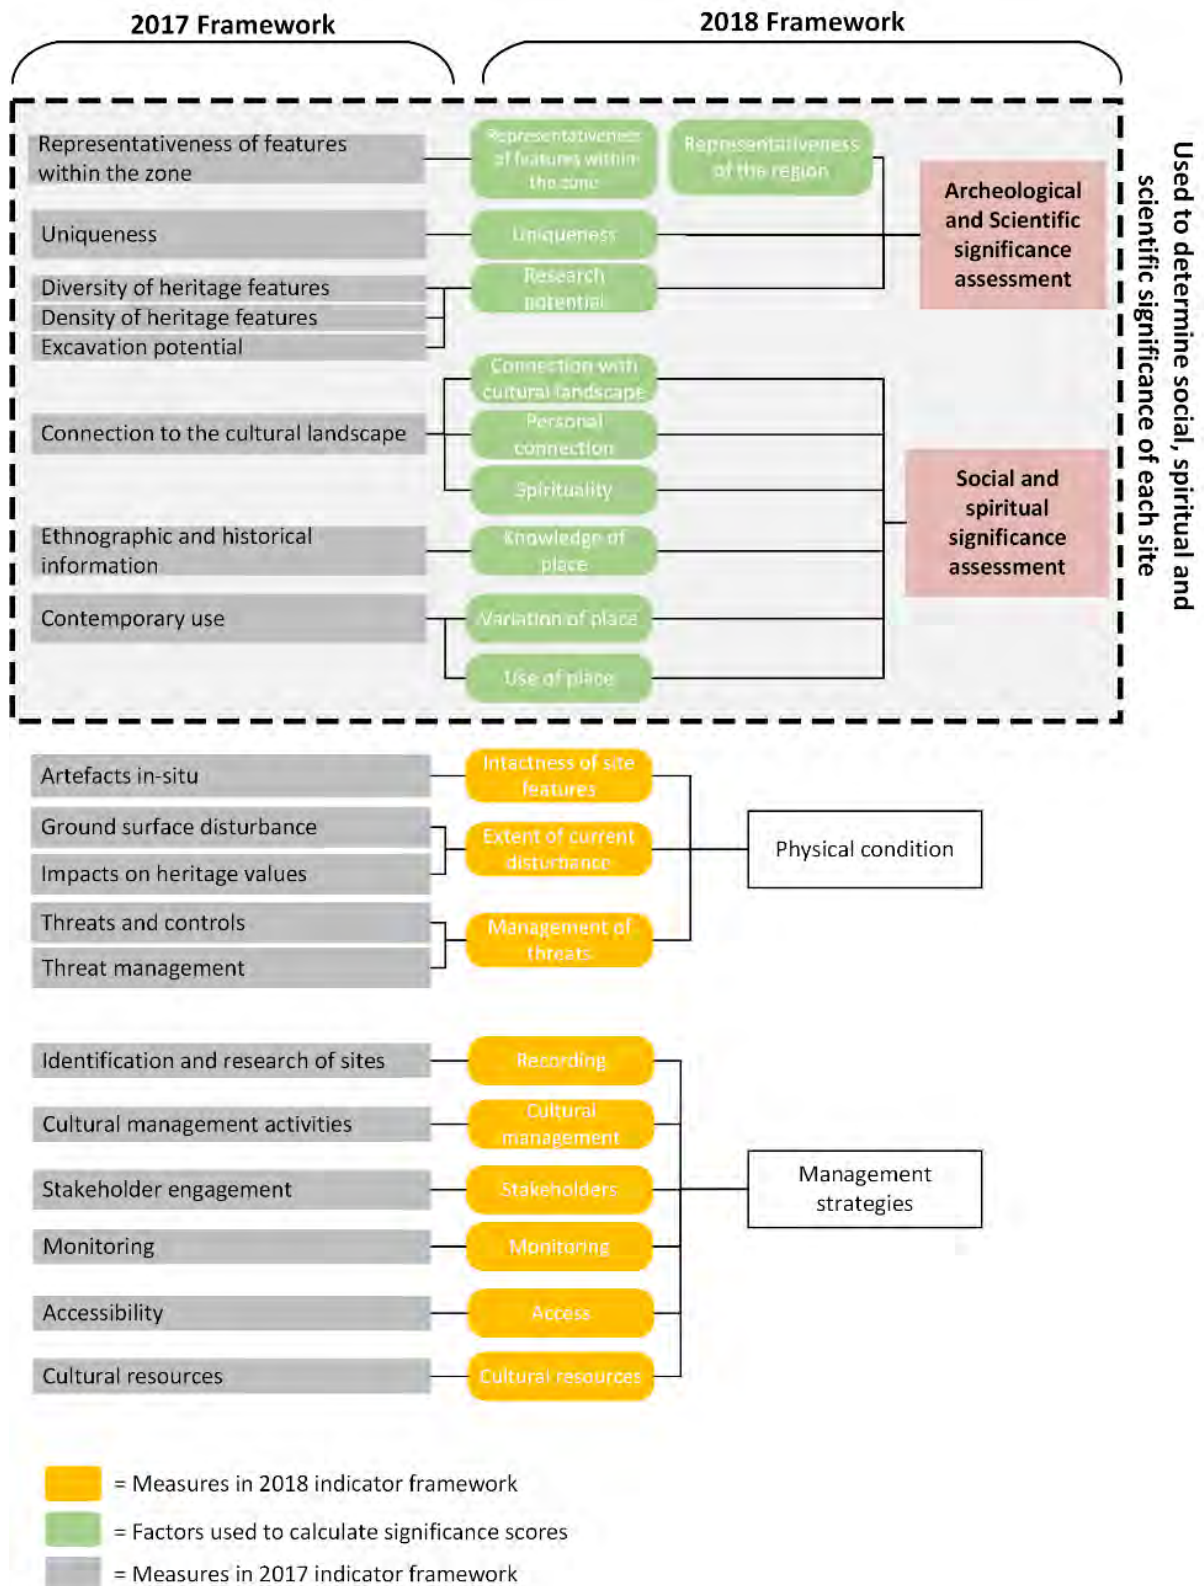 2017 Framework
2018 Framework
Representativeness of features
within the zone
Representativeness
of features within
the zone
Representativeness
of the region
Archeological
and Scientific
significance
assessment
Uniqueness
Uniqueness
Diversity of heritage features
Density of heritage features
Excavation potential
Research
potential
Connection to the cultural landscape
Connection with
cultural landscape
Personal
connection
Spirituality
Social and
spiritual
significance
assessment
Ethnographic and historical
information
Knowledge of
place
Contemporary use
Variation of place
Use of place
Used to determine social, spiritual and
scientific significance of each site
Artefacts in-situ
Intactness of site
features
Ground surface disturbance
Impacts on heritage values
Extent of current
disturbance
Physical condition
Threats and controls
Threat management
Management of
threats
Identification and research of sites
Recording
Cultural management activities
Cultural
management
Stakeholder engagement
Stakeholders
Management
strategies
Monitoring
Monitoring
Accessibility
Access
Cultural resources
Cultural resources
= Measures in 2018 indicator framework
= Factors used to calculate significance scores
= Measures in 2017 indicator framework